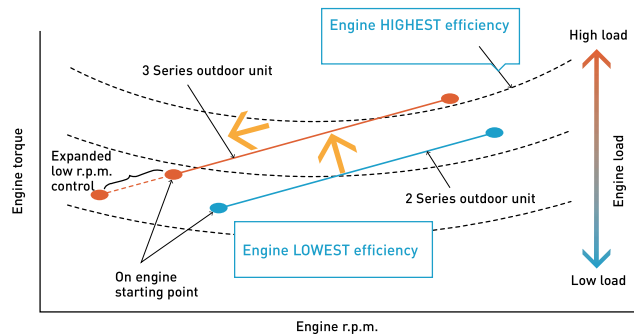 Engine HIGHEST efficiency
High load
3 Series outdoor unit
Engine torque
Expanded
low r.p.m.
control
Engine load
2 Series outdoor unit
Engine LOWEST efficiency
On engine
starting point
Low load
Engine r.p.m.